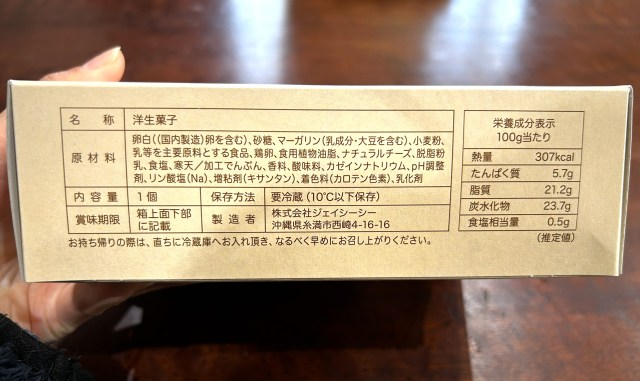 名 称 洋生菓子
原材料
卵白((国内製造)卵を含む)、砂糖、マーガリン(乳成分・大豆を含む)、小麦粉、
乳等を主要原料とする食品、鶏卵、食用植物油脂、ナチュラルチーズ、脱脂粉
乳、食塩、寒天／加工でんぷん、香料、酸味料、カゼインナトリウム、pH調整
剤、リン酸塩(Na)、増粘剤(キサンタン)、着色料(カロテン色素)、乳化剤
内容量 1個 保存方法 要冷蔵(10℃以下保存)
賞味期限 箱上面下部
に記載
製造者 株式会社ジェイシーシー
沖縄県糸満市西崎4-16-16
お持ち帰りの際は、直ちに冷蔵庫へお入れ頂き、なるべく早めにお召し上がりください。
栄養成分表示
100g当たり
熱量 307kcal
たんぱく質 5.7g
脂質 21.2g
炭水化物 23.7g
食塩相当量 0.5g
(推定値)